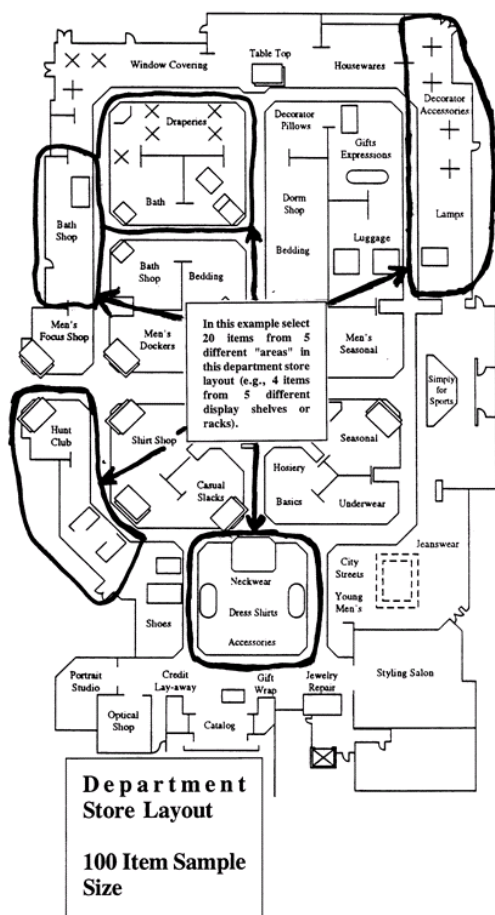 Table Top
Window Covering
Housewares
Draperies
Decorator
Pillows
Decorator
Accessories
Gifts
Expressions
Bath
Dorm
Shop
Lamps
Bath
Shop
Luggage
Bedding
Bath
Shop
Bedding
Men's
Focus Shop
Men's
Dockers
Men's
Seasonal
In this example select
20 items from 5
different "areas" in
this department store
layout (e.g., 4 items
from 5 different
display shelves or
racks).
Simply
for
Sports
Hunt
Club
Shirt Shop
Seasonal
Hosiery
Casual
Slacks
Basics
Underwear
Jeanswear
City
Streets
Young
Men's
Neckwear
Dress Shirts
Accessories
Shoes
Portrait
Studio
Credit
Lay-away
Gift
Wrap
Jewelry
Repair
Styling Salon
Optical
Shop
Catalog
Department
Store Layout
100 Item Sample
Size